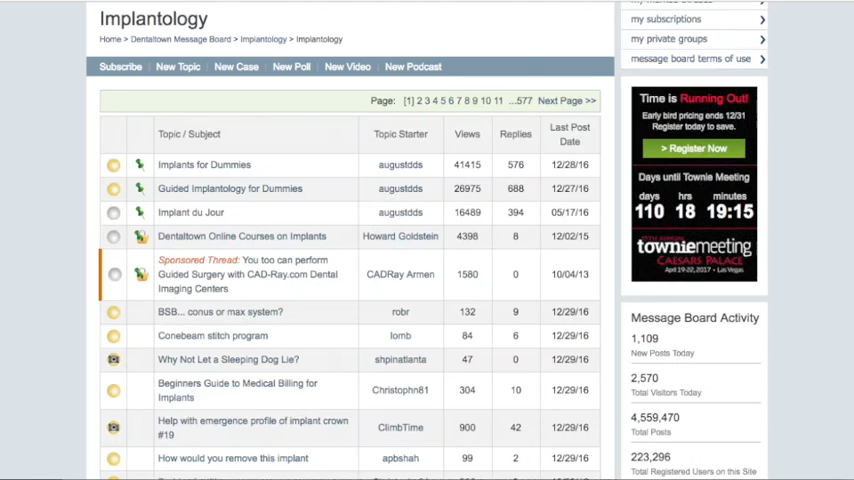 Implantology
Home > Dentaltown Message Board > Implantology > Implantology
Subscribe New Topic New Case New Poll New Video New Podcast
Page: [1] 2 3 4 5 6 7 8 9 10 11 ...577 Next Page >>
Topic / Subject Topic Starter Views Replies Last Post Date
Implants for Dummies augustdds 41415 576 12/28/16
Guided Implantology for Dummies augustdds 26975 688 12/27/16
Implant du Jour augustdds 16489 394 05/17/16
Dentaltown Online Courses on Implants Howard Goldstein 4398 8 12/02/15
Sponsored Thread: You too can perform
Guided Surgery with CAD-Ray.com Dental CADRay Armen 1580 0 10/04/13
Imaging Centers
BSB... conus or max system? robr 132 9 12/29/16
Conebeam stitch program lomb 84 6 12/29/16
Why Not Let a Sleeping Dog Lie? shpinatlanta 47 0 12/29/16
Beginners Guide to Medical Billing for
Implants Christophn81 304 10 12/29/16
Help with emergence profile of implant crown
#19 ClimbTime 900 42 12/29/16
How would you remove this implant apbshah 99 2 12/29/16
my subscriptions
my private groups
message board terms of use
Time is Running Out!
Early bird pricing ends 12/31
Register today to save.
> Register Now
Days until Townie Meeting
days hrs minutes
110 18 19:15
towniemeeting
CAESARS PALACE
April 19-22, 2017 • Las Vegas
Message Board Activity
1,109
New Posts Today
2,570
Total Visitors Today
4,559,470
Total Posts
223,296
Total Registered Users on this Site